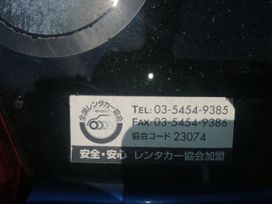 全国レンタカー協会
TEL: 03-5454-9385
FAX: 03-5454-9386
協会コード 23074
安全・安心 レンタカー協会加盟